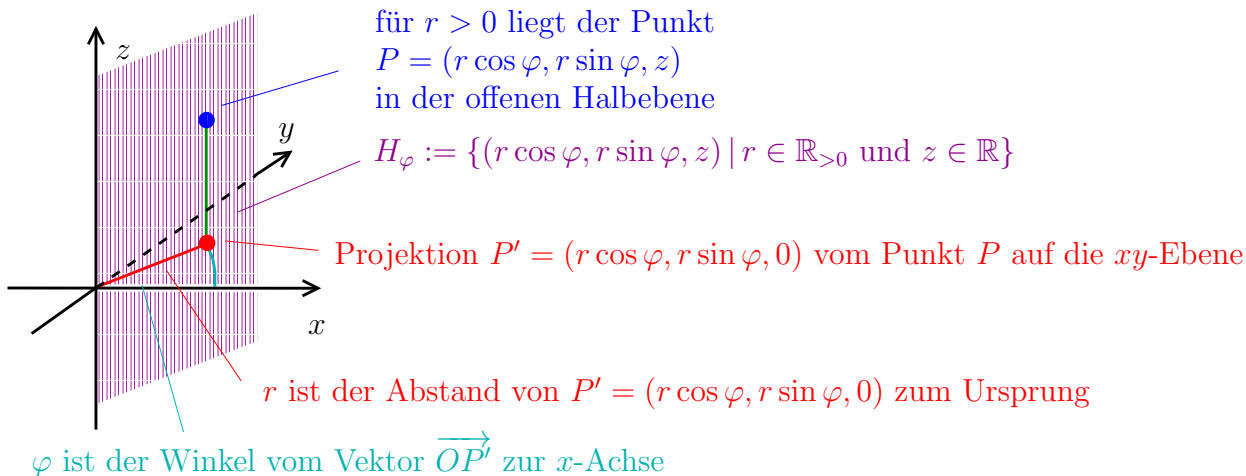 für r > 0 liegt der Punkt
P = (r cos φ, r sin φ, z)
in der offenen Halbebene
z
y
H_φ := {(r cos φ, r sin φ, z) | r ∈ ℝ_{>0} und z ∈ ℝ}
Projektion P′ = (r cos φ, r sin φ, 0) vom Punkt P auf die xy-Ebene
x
r ist der Abstand von P′ = (r cos φ, r sin φ, 0) zum Ursprung
φ ist der Winkel vom Vektor \overrightarrow{OP′} zur x-Achse